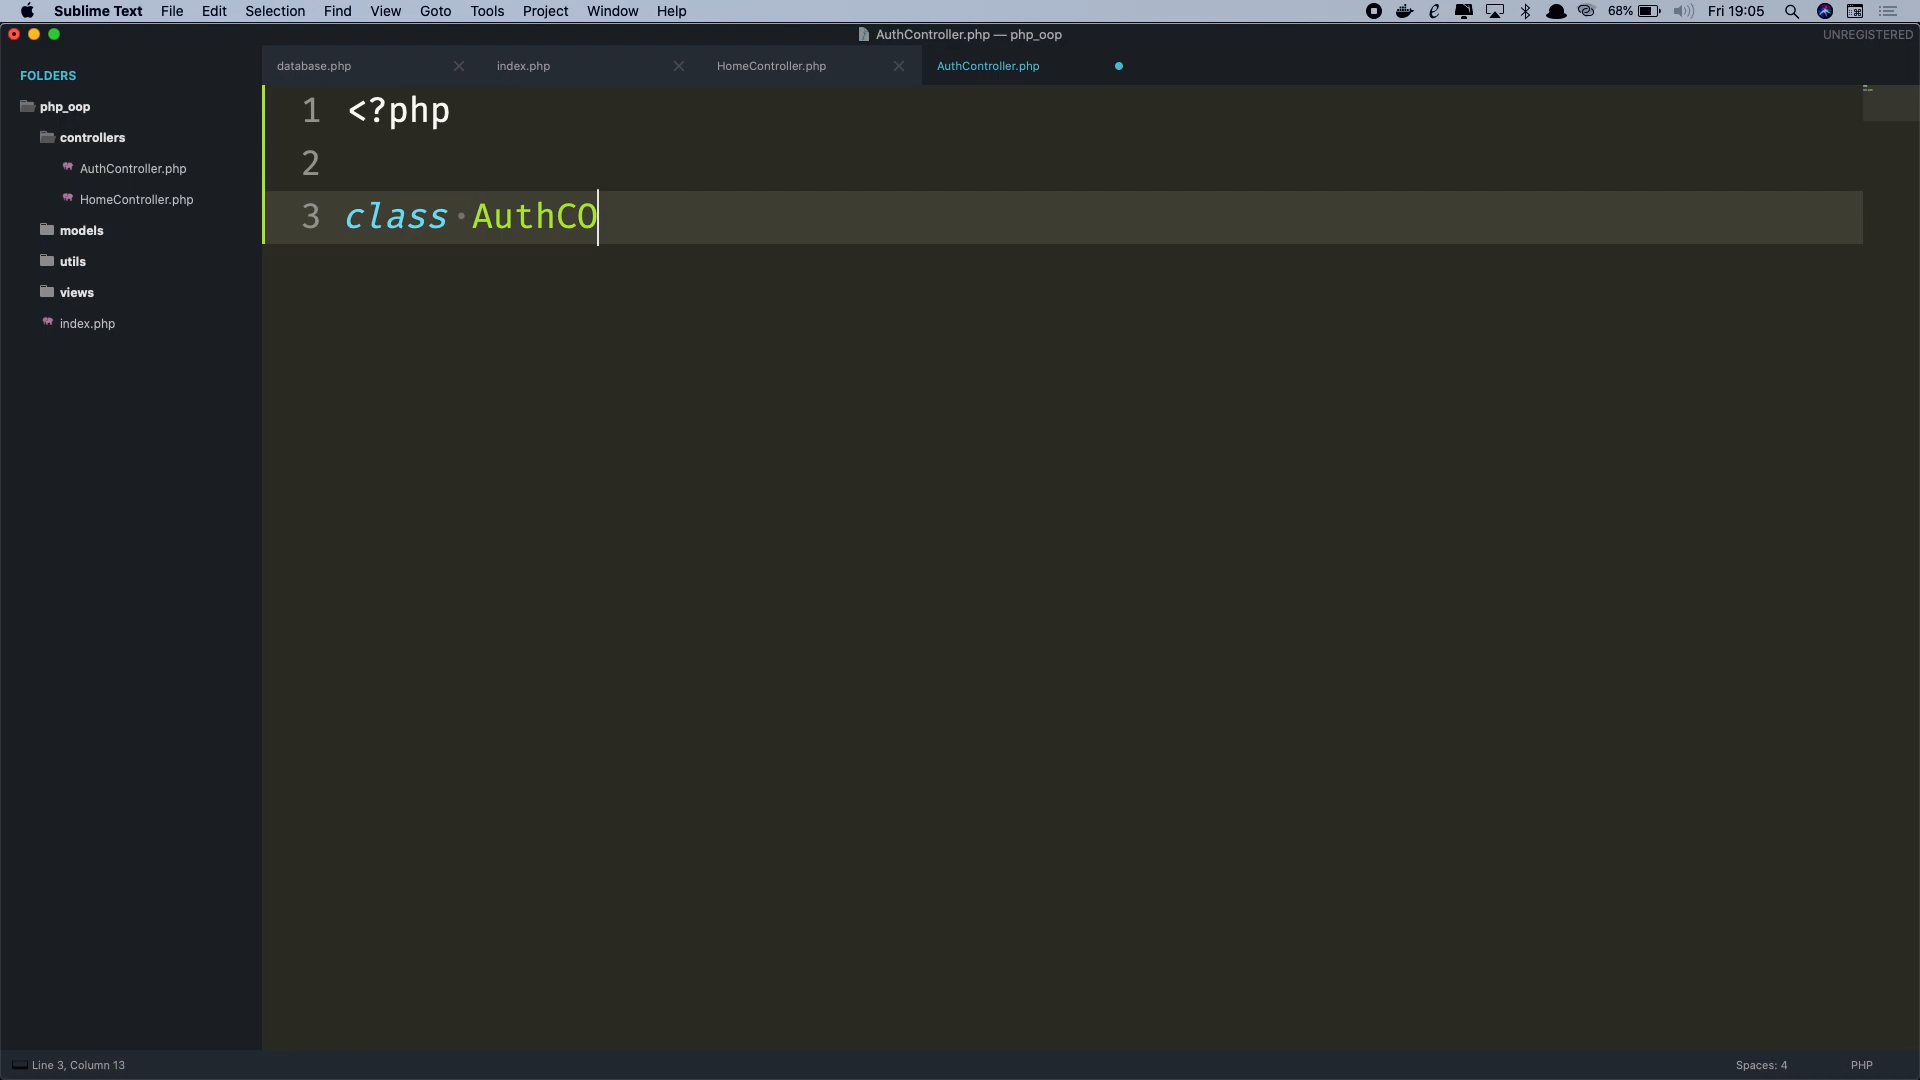 Sublime Text File Edit Selection Find View Goto Tools Project Window Help 68% Fri 19:05
AuthController.php — php_oop UNREGISTERED
FOLDERS
php_oop
controllers
AuthController.php
HomeController.php
models
utils
views
index.php
database.php index.php HomeController.php AuthController.php
1 <?php
2
3 class AuthCO
Line 3, Column 13 Spaces: 4 PHP